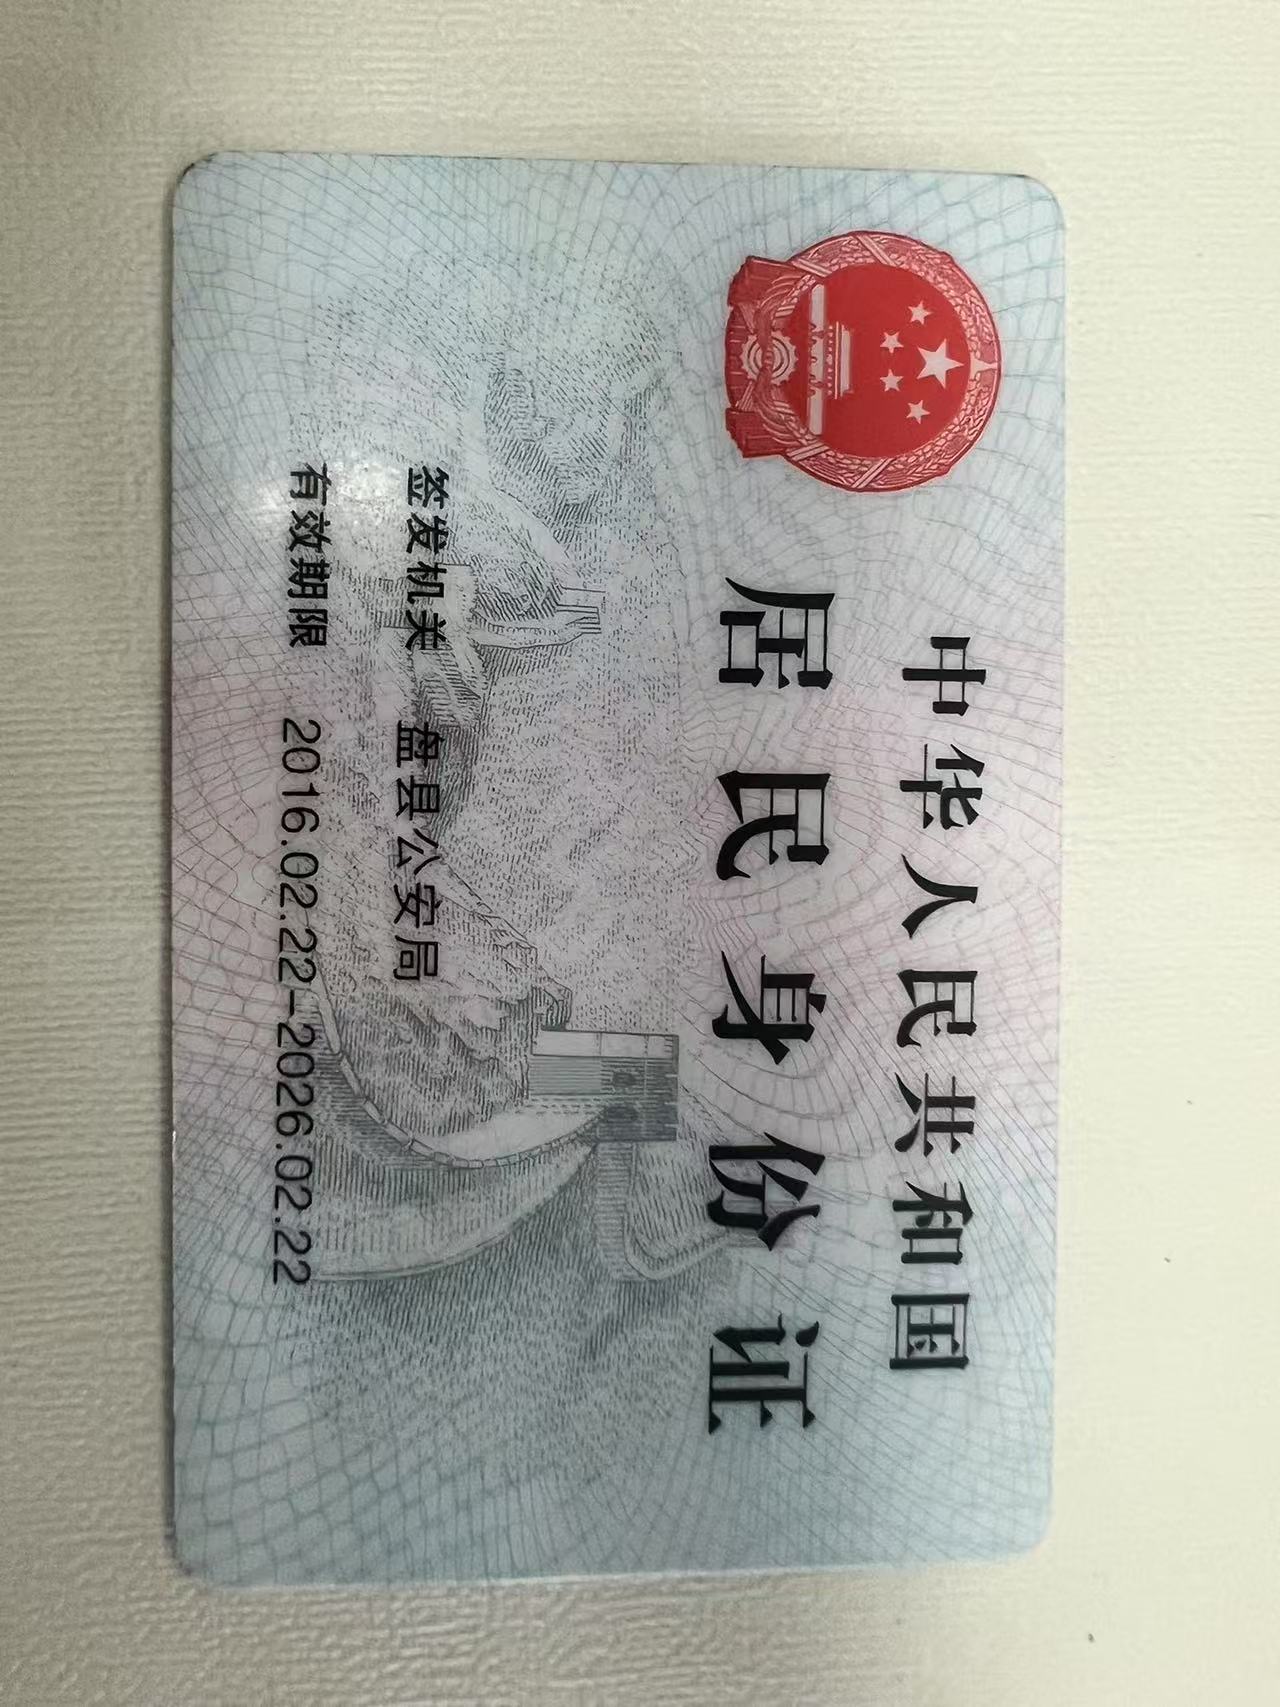 中华人民共和国
居民身份证
签发机关 盘县公安局
有效期限 2016.02.22-2026.02.22